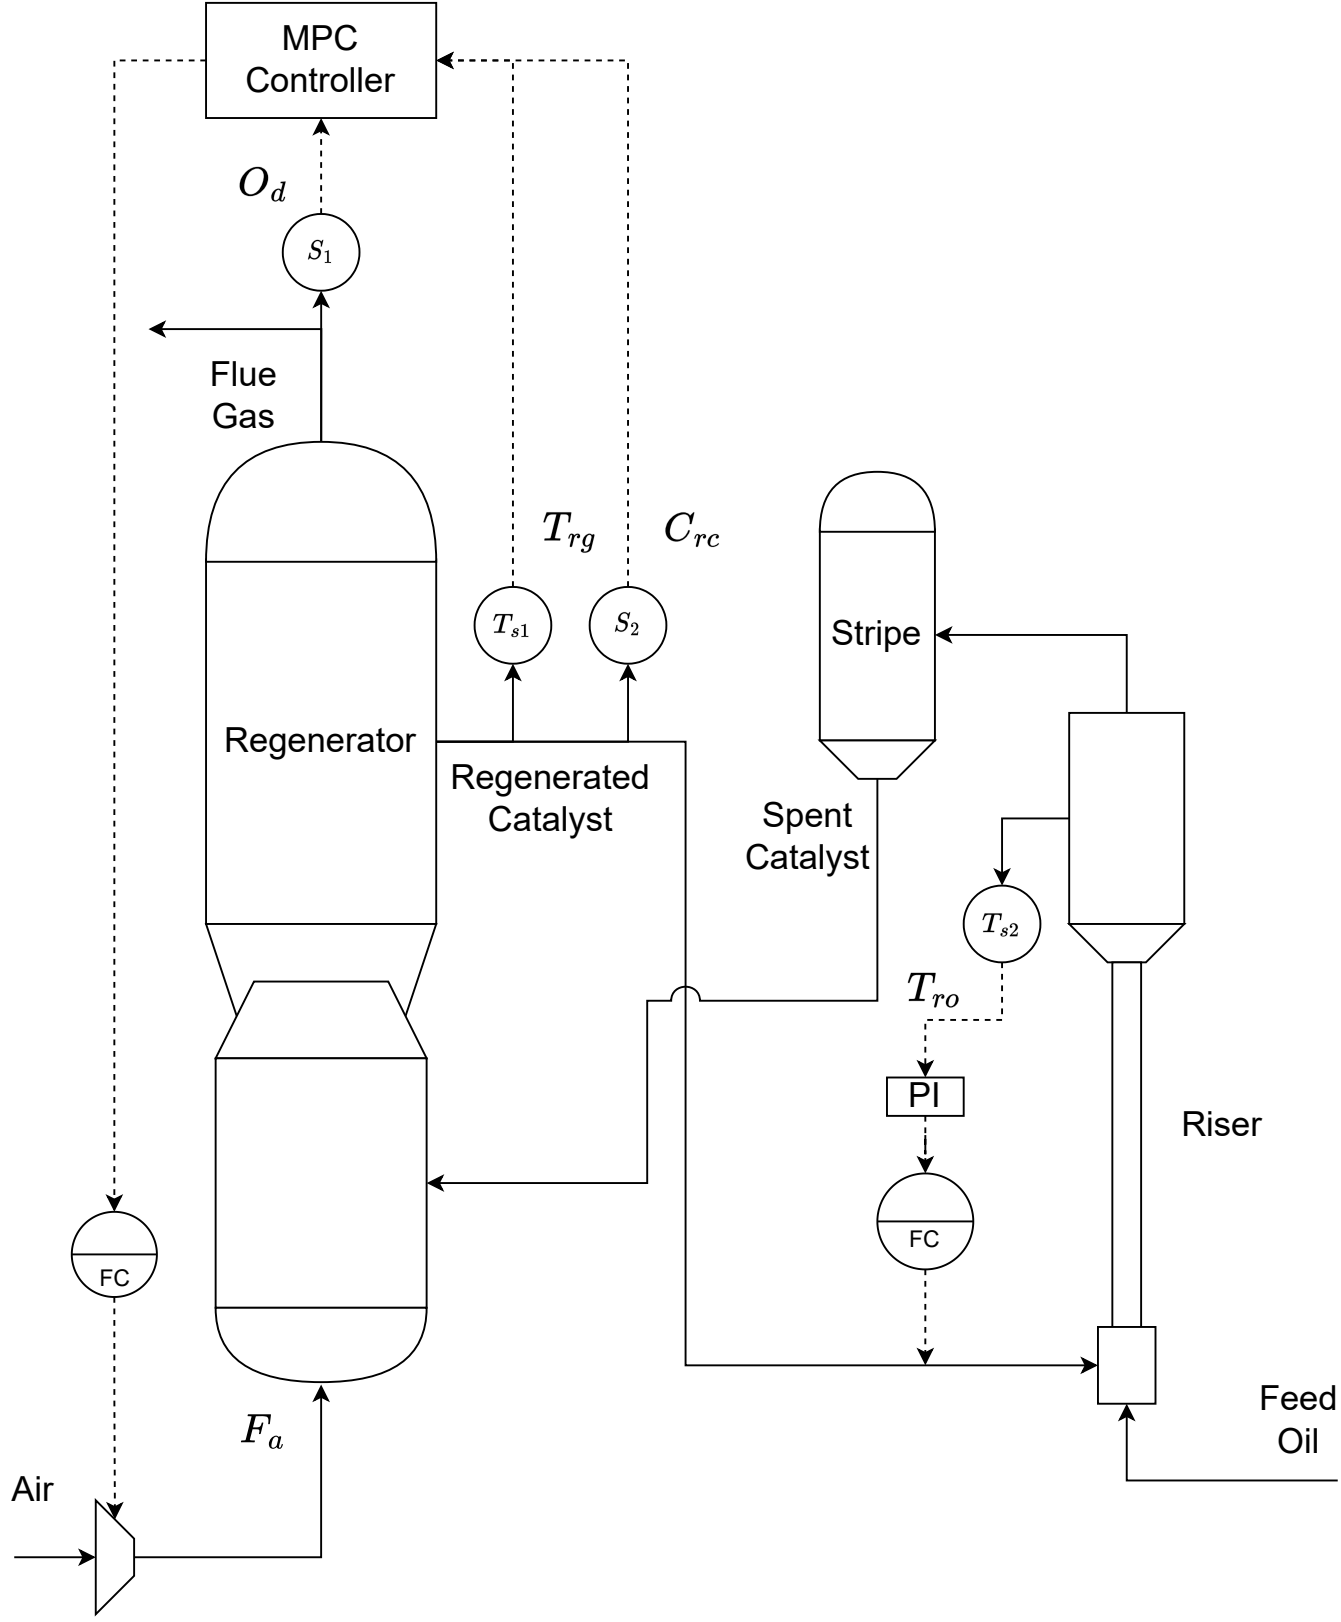 MPC
Controller
O_d
S_1
Flue
Gas
T_rg
C_rc
T_s1
S_2
Stripe
Regenerator
Regenerated
Catalyst
Spent
Catalyst
T_s2
T_ro
PI
Riser
FC
FC
F_a
Feed
Oil
Air